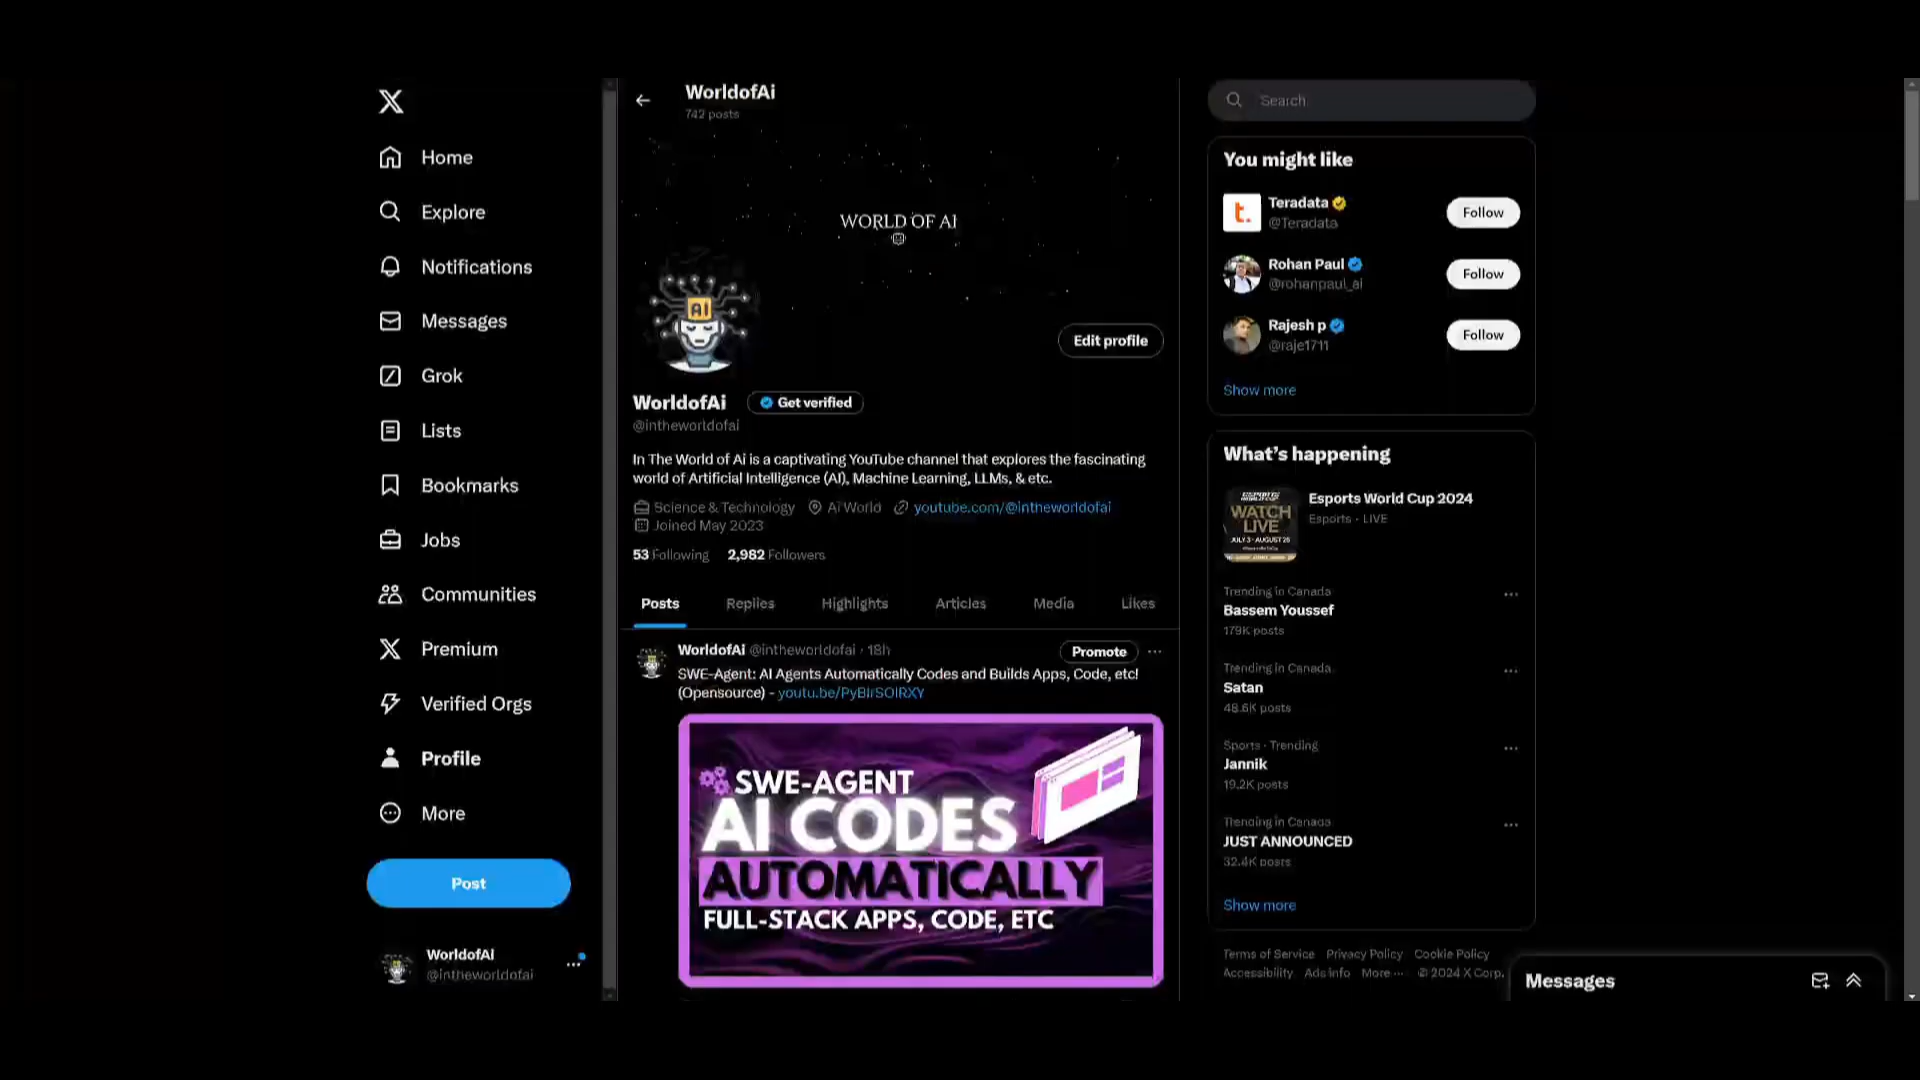 Home
Explore
Notifications
Messages
Grok
Lists
Bookmarks
Jobs
Communities
Premium
Verified Orgs
Profile
More
Post
WorldofAi
@intheworldofai
WorldofAi
742 posts
WORLD OF AI
AI
Edit profile
WorldofAi
Get verified
@intheworldofai
In The World of Ai is a captivating YouTube channel that explores the fascinating
world of Artificial Intelligence (AI), Machine Learning, LLMs, & etc.
Science & Technology Ai World youtube.com/@intheworldofai
Joined May 2023
53 Following 2,982 Followers
Posts Replies Highlights Articles Media Likes
WorldofAi @intheworldofai · 18h
Promote
SWE-Agent: AI Agents Automatically Codes and Builds Apps, Code, etc!
(Opensource) - youtu.be/PyBIrSOIRXY
SWE-AGENT
AI CODES
AUTOMATICALLY
FULL-STACK APPS, CODE, ETC
Search
You might like
t.
Teradata
@Teradata
Follow
Rohan Paul
@rohanpaul_ai
Follow
Rajesh p
@raje1711
Follow
Show more
What's happening
ESPORTS
WORLD CUP
WATCH
LIVE
JULY 3 - AUGUST 25
Esports World Cup 2024
Esports · LIVE
Trending in Canada
Bassem Youssef
179K posts
Trending in Canada
Satan
48.6K posts
Sports · Trending
Jannik
19.2K posts
Trending in Canada
JUST ANNOUNCED
32.4K posts
Show more
Terms of Service Privacy Policy Cookie Policy
Accessibility Ads info More ··· © 2024 X Corp.
Messages